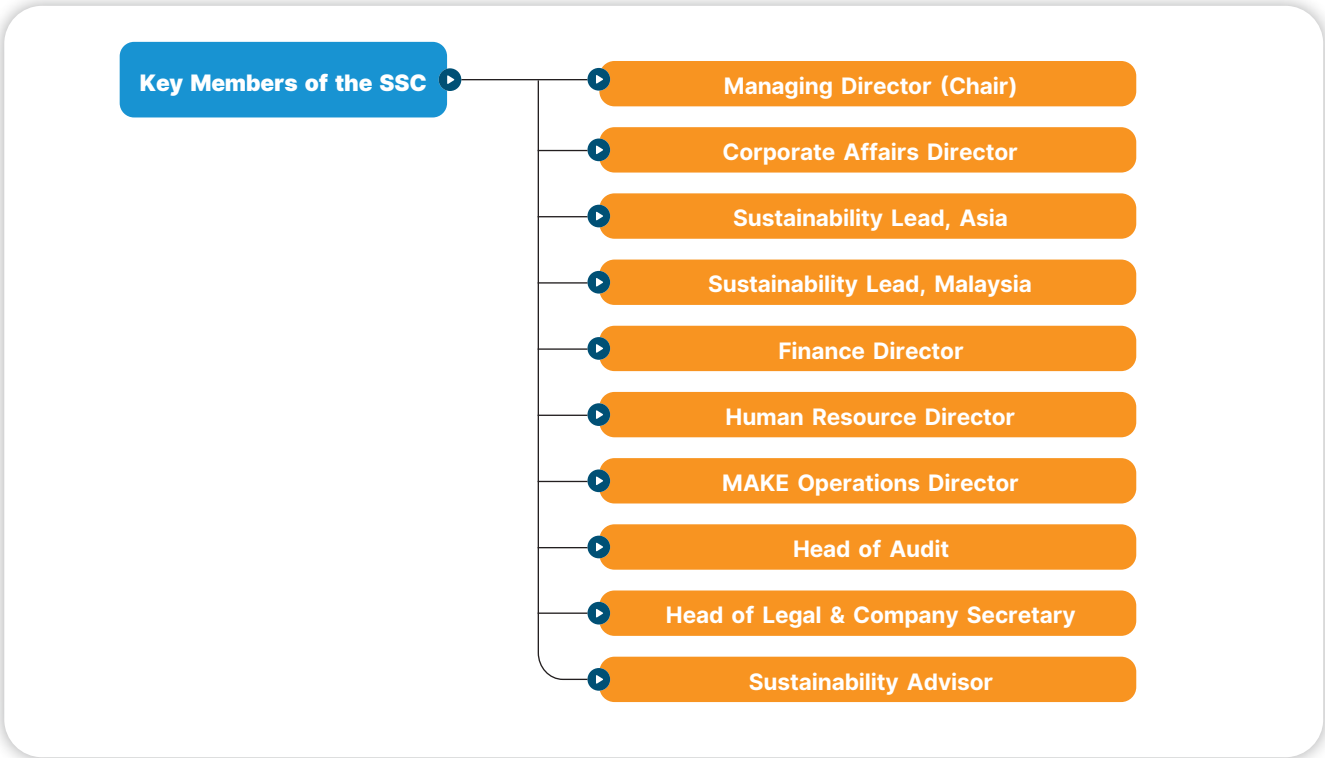 Key Members of the SSC
Managing Director (Chair)
Corporate Affairs Director
Sustainability Lead, Asia
Sustainability Lead, Malaysia
Finance Director
Human Resource Director
MAKE Operations Director
Head of Audit
Head of Legal & Company Secretary
Sustainability Advisor